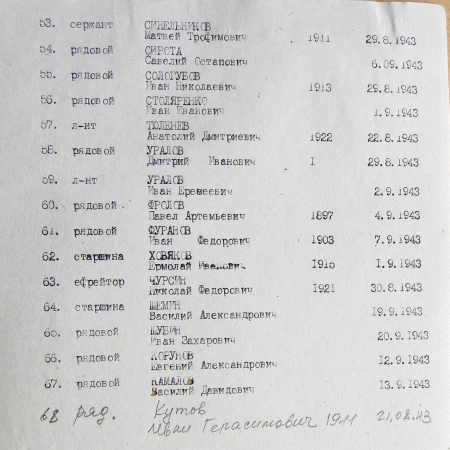 53. сержант СИНЕЛЬНИКОВ
Матвей Трофимович 1911 29.8.1943
54. рядовой СИРОТА
Савелий Остапович 6.09.1943
55. рядовой СОЛОГУБОВ
Иван Николаевич 1913 29.8.1943
56. рядовой СТОЛЯРЕНКО
Иван Иванович 1.9.1943
57. л-нт ТЮЛЕНЕВ
Анатолий Дмитриевич 1922 22.8.1943
58. рядовой УРАЛОВ
Дмитрий Иванович I 29.8.1943
59. л-нт УРАЛОВ
Иван Еремеевич 2.9.1943
60. рядовой ФРОЛОВ
Павел Артемьевич 1897 4.9.1943
61. рядовой ФУРАНОВ
Иван Федорович 1903 7.9.1943
62. старшина ХОВЯКОВ
Ермолай Иванович 1915 1.9.1943
63. ефрейтор ЧУРСИН
Николай Федорович 1921 30.8.1943
64. старшина ШЕМИН
Василий Александрович 19.9.1943
65. рядовой ШУБИН
Иван Захарович 20.9.1943
66. рядовой
Евгений Александрович 12.9.1943
67. рядовой КАМАЛОВ
Василий Давидович 13.9.1943
68 ряд. Кутов
Иван Герасимович 1911 21.08.43